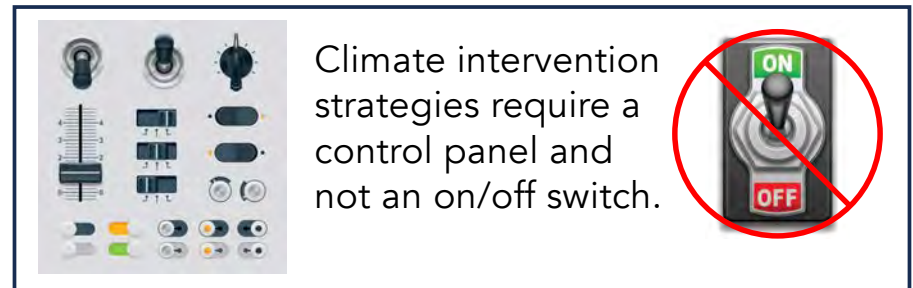 Climate intervention
strategies require a
control panel and
not an on/off switch.
ON
OFF